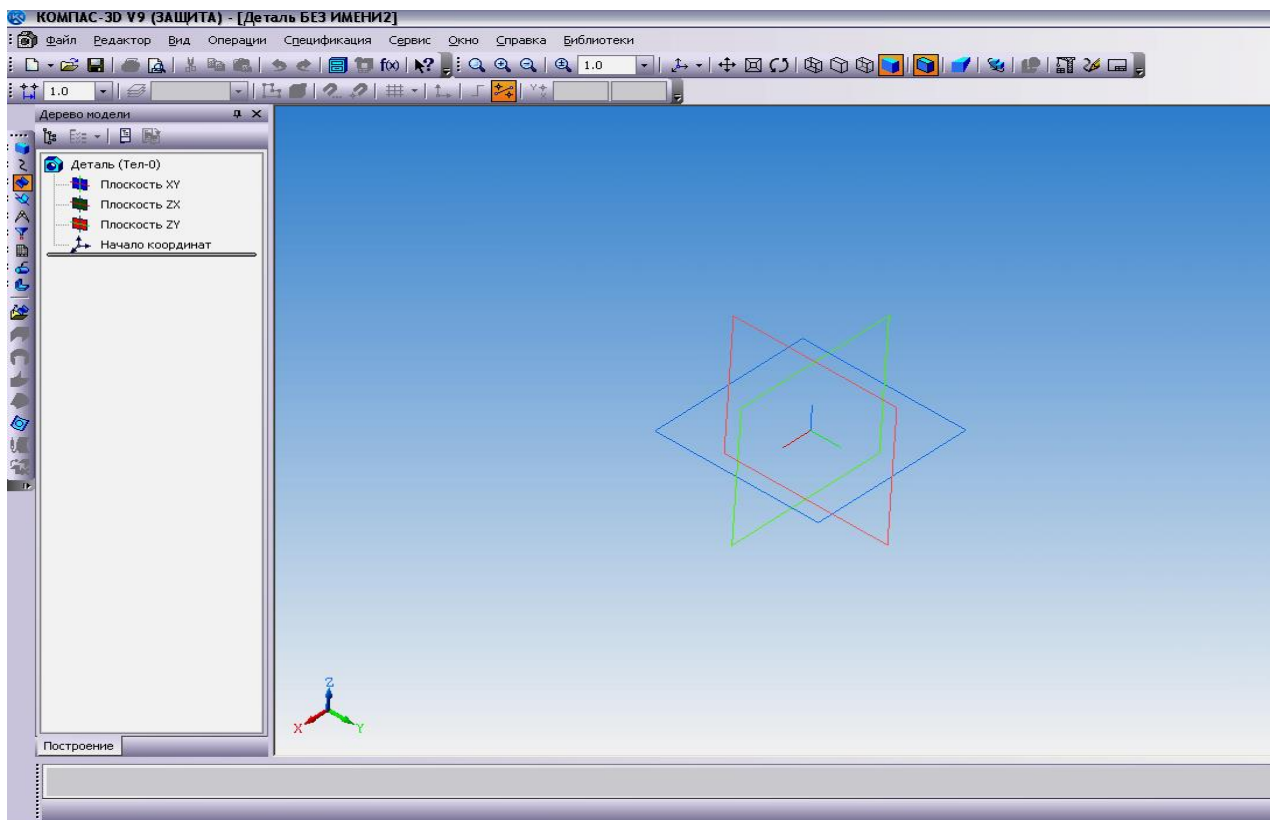 КОМПАС-3D V9 (ЗАЩИТА) - [Деталь БЕЗ ИМЕНИ2]
Файл Редактор Вид Операции Спецификация Сервис Окно Справка Библиотеки
f(x) 1.0
1.0
Дерево модели
Деталь (Тел-0)
Плоскость XY
Плоскость ZX
Плоскость ZY
Начало координат
Z
X Y
Построение